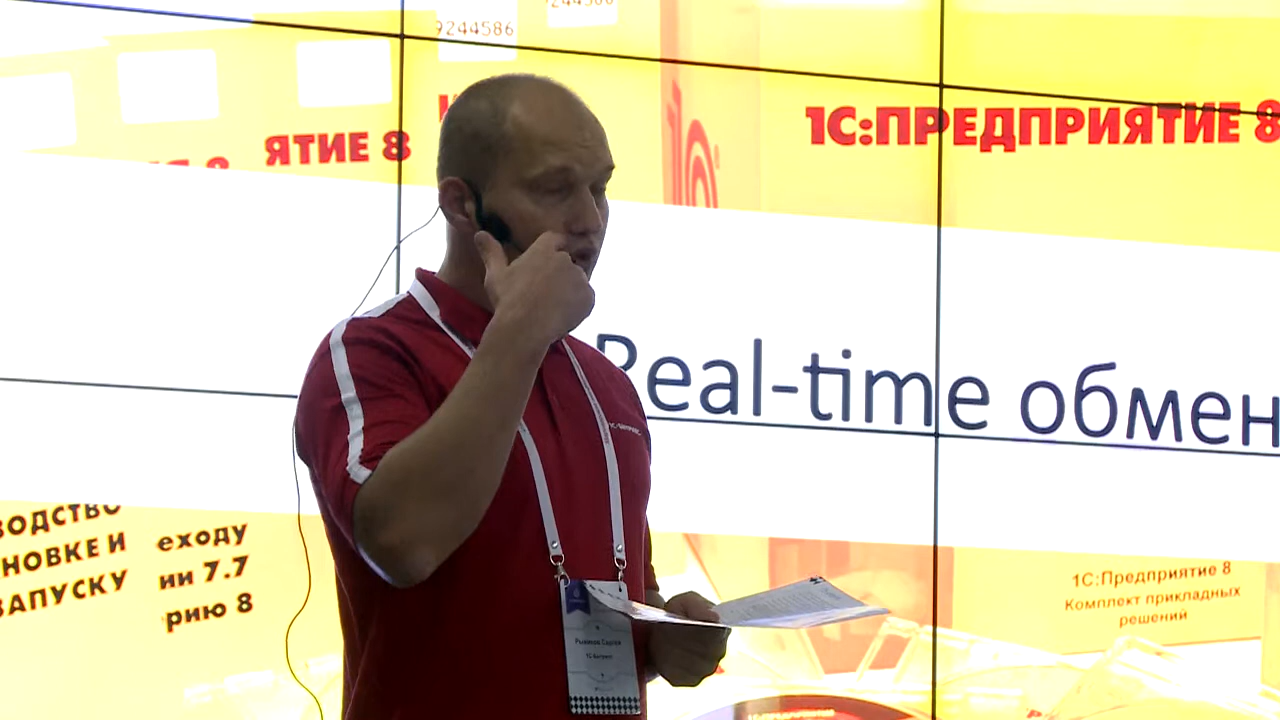 9244586
1С:ПРЕДПРИЯТИЕ 8
ЯТИЕ 8
Real-time обмен
ВОДСТВО
НОВКЕ И
ЗАПУСКУ
еходу
ии 7.7
рию 8
1С:Предприятие 8
Комплект прикладных
решений